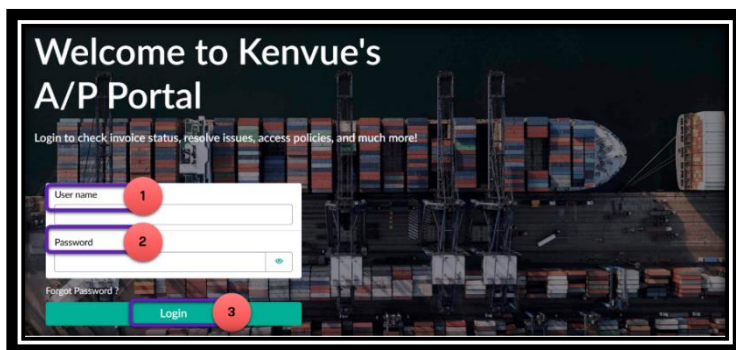 Welcome to Kenvue's
A/P Portal
Login to check invoice status, resolve issues, access policies, and much more!
User name
1
Password
2
Forgot Password ?
Login
3